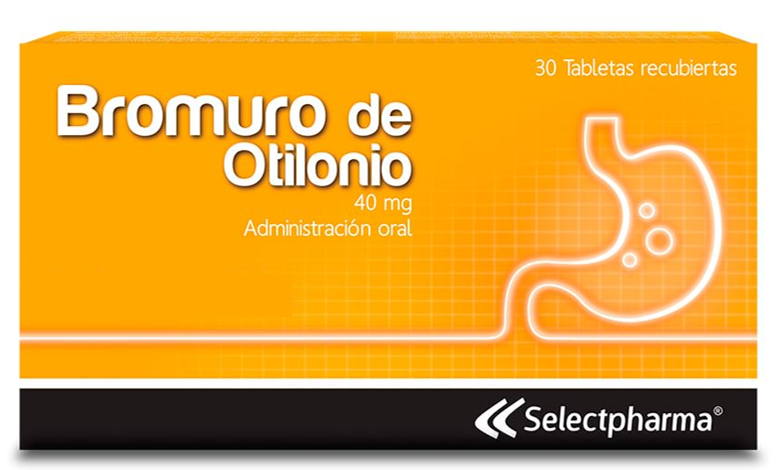 30 Tabletas recubiertas
Bromuro de
Otilonio
40 mg
Administración oral
Selectpharma®